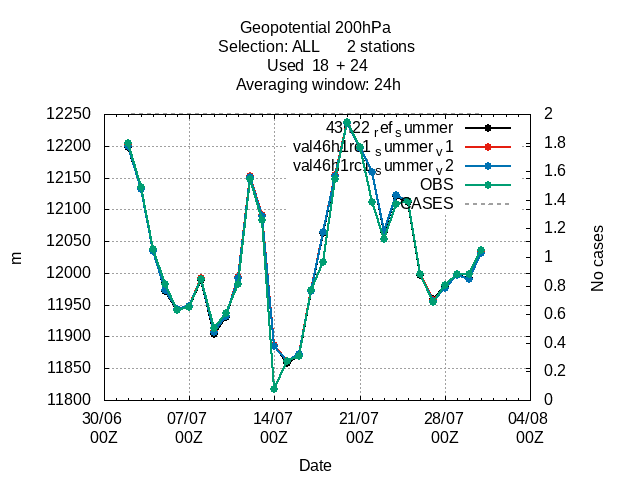 Geopotential 200hPa
Selection: ALL 2 stations
Used 18 + 24
Averaging window: 24h
ref_summer
val46h1rc1_summer_v1
val46h1rc1_summer_v2
OBS
CASES
12250
12200
12150
12100
12050
12000
11950
11900
11850
11800
m
2
1.8
1.6
1.4
1.2
1
0.8
0.6
0.4
0.2
0
No cases
30/06 07/07 14/07 21/07 28/07 04/08
00Z 00Z 00Z 00Z 00Z 00Z
Date